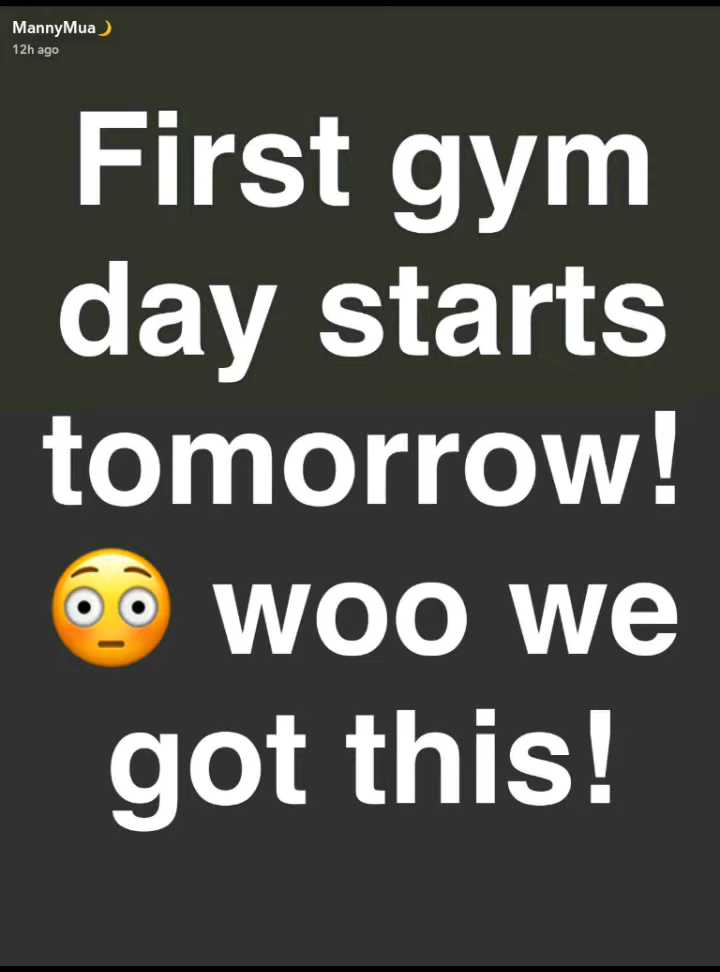 MannyMua🌙
12h ago
First gym
day starts
tomorrow!
😳 woo we
got this!